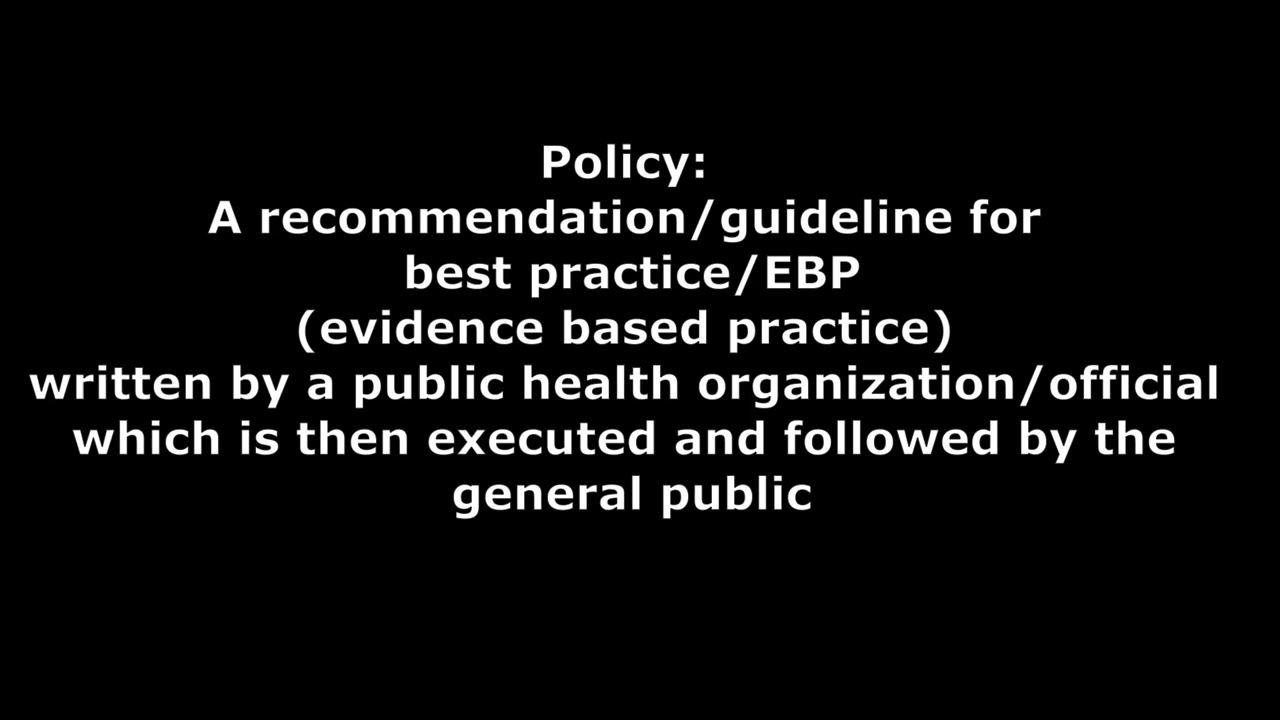 Policy:
A recommendation/guideline for
best practice/EBP
(evidence based practice)
written by a public health organization/official
which is then executed and followed by the
general public